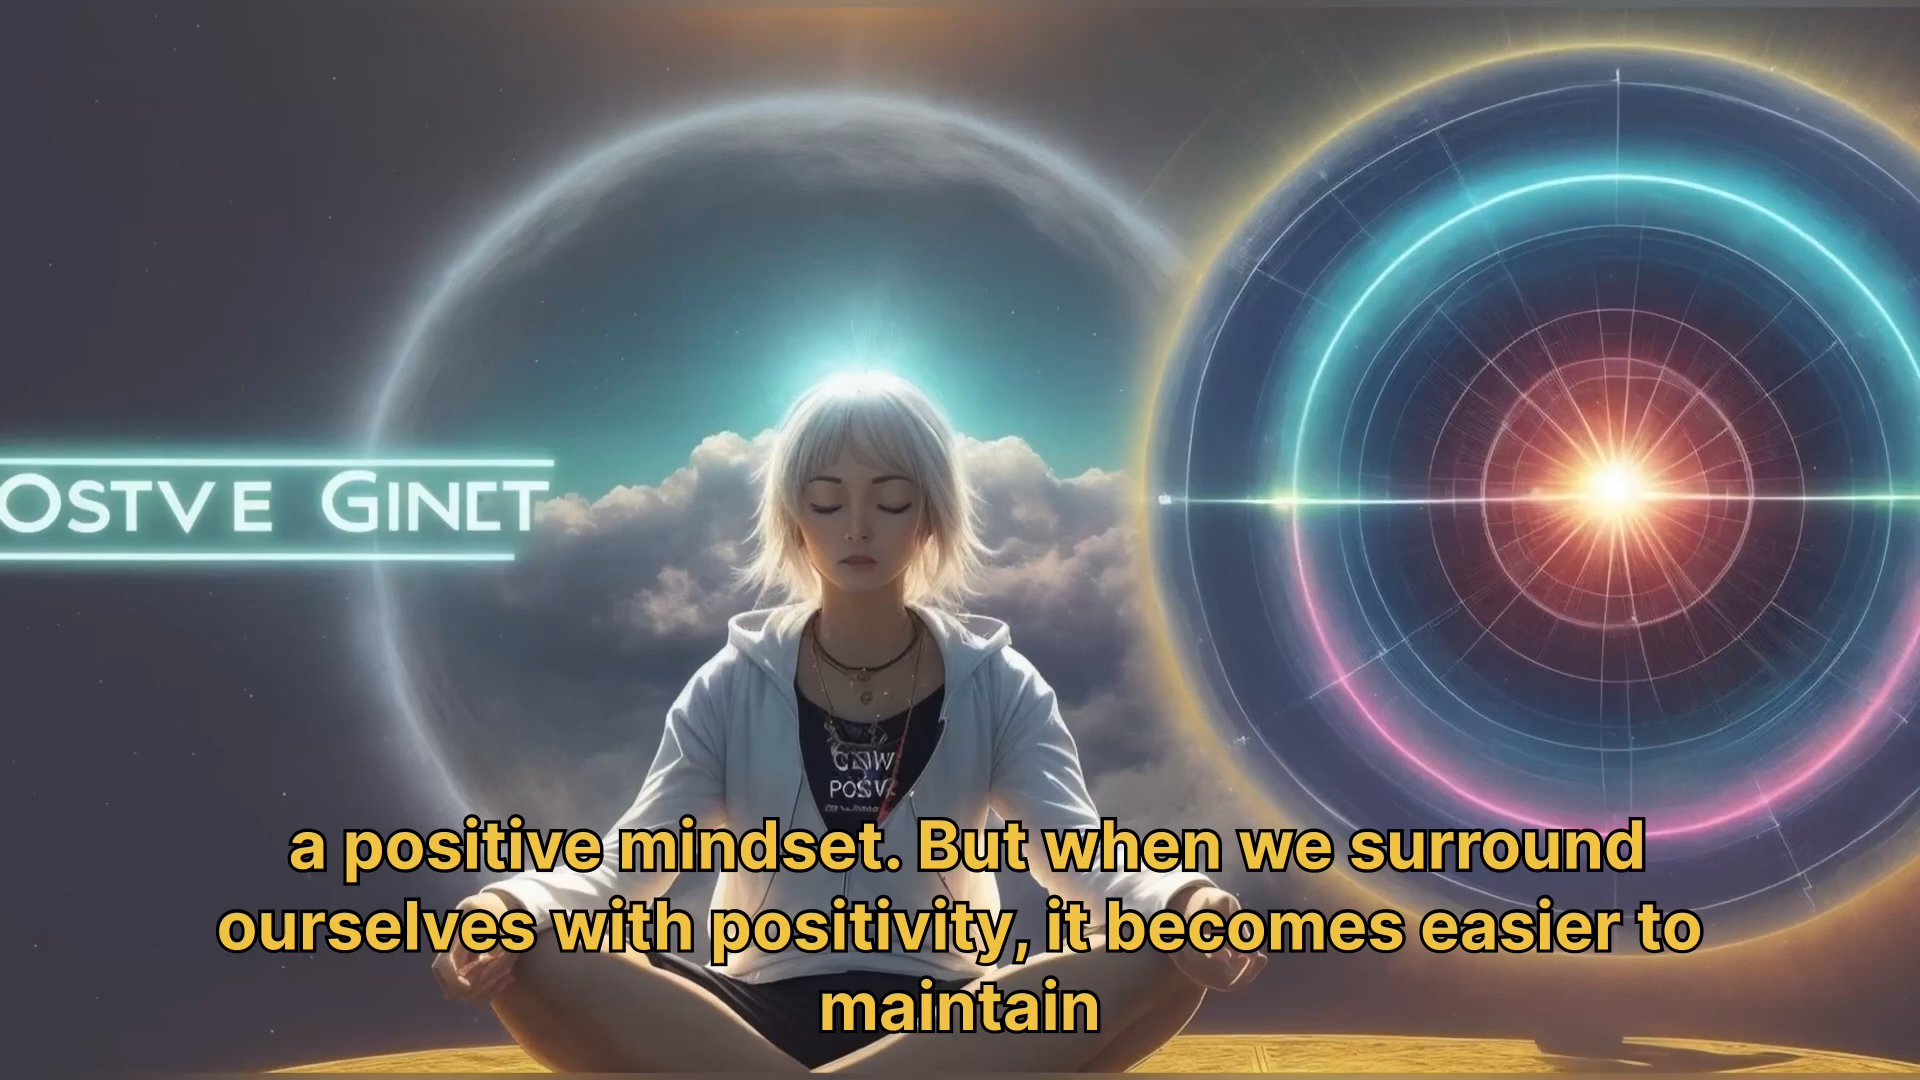 OSTVE GINCT
CNW
POSV
a positive mindset. But when we surround
ourselves with positivity, it becomes easier to
maintain